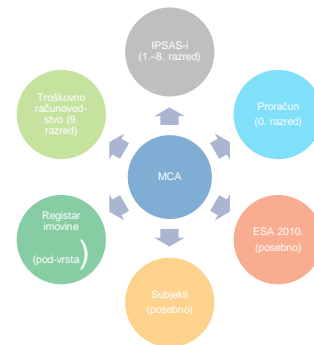 IPSAS-i
(1.–8. razred)
Troškovno
računovod-
stvo (9.
razred)
Proračun
(0. razred)
MCA
Registar
imovine
(pod-vrsta)
ESA 2010.
(posebno)
Subjekti
(posebno)